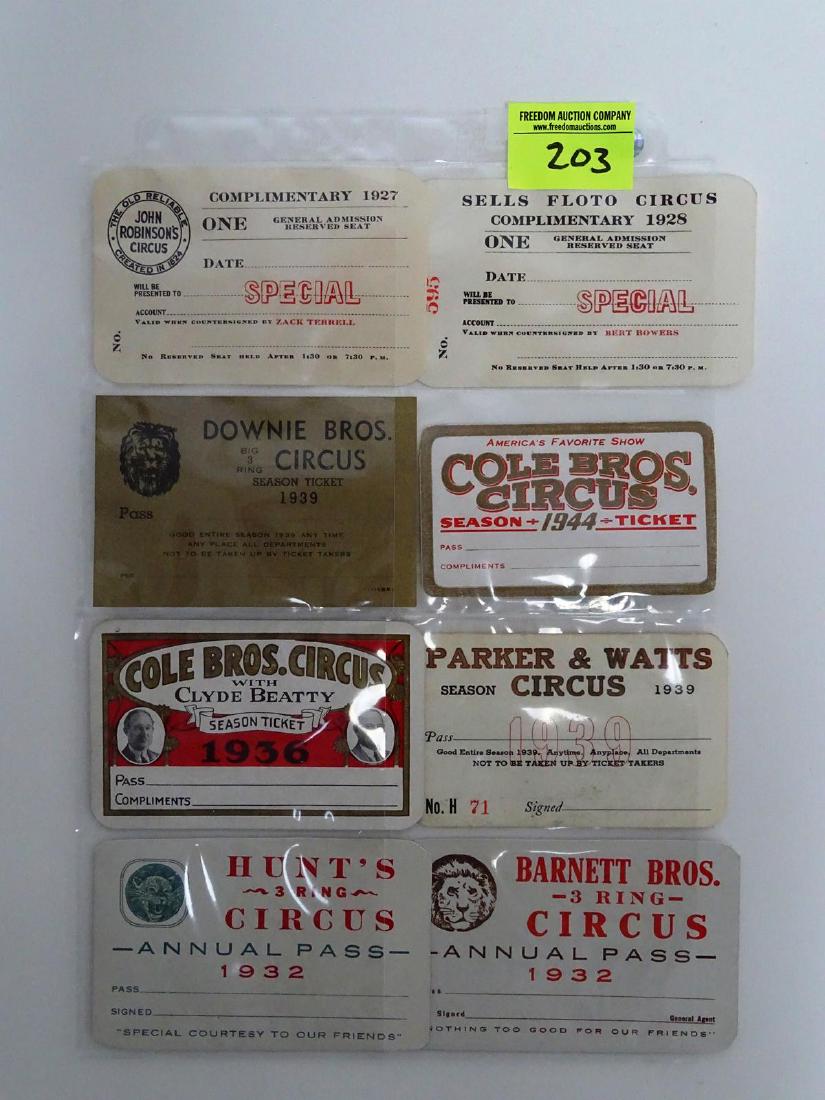 FREEDOM AUCTION COMPANY
www.freedomauctions.com
203
THE OLD RELIABLE
JOHN
ROBINSON'S
CIRCUS
CREATED IN 1824
COMPLIMENTARY 1927
ONE GENERAL ADMISSION
RESERVED SEAT
DATE
WILL BE
PRESENTED TO SPECIAL
ACCOUNT
VALID WHEN COUNTERSIGNED BY ZACK TERRELL
No.
No Reserved Seat Held After 1:30 or 7:30 P. M.
SELLS FLOTO CIRCUS
COMPLIMENTARY 1928
ONE GENERAL ADMISSION
RESERVED SEAT
DATE
WILL BE
PRESENTED TO SPECIAL
ACCOUNT
VALID WHEN COUNTERSIGNED BY BERT BOWERS
No. 595
No Reserved Seat Held After 1:30 or 7:30 P. M.
DOWNIE BROS.
BIG
3
RING
CIRCUS
SEASON TICKET
1939
Pass
GOOD ENTIRE SEASON 1939 ANY TIME
ANY PLACE ALL DEPARTMENTS
NOT TO BE TAKEN UP BY TICKET TAKERS
AMERICA'S FAVORITE SHOW
COLE BROS.
CIRCUS
SEASON 1944 TICKET
PASS
COMPLIMENTS
COLE BROS. CIRCUS
WITH
CLYDE BEATTY
SEASON TICKET
1936
PASS
COMPLIMENTS
PARKER & WATTS
SEASON CIRCUS 1939
1939
Pass
Good Entire Season 1939. Anytime, Anyplace, All Departments
NOT TO BE TAKEN UP BY TICKET TAKERS
No. H 71 Signed
HUNT'S
3 RING
CIRCUS
—ANNUAL PASS—
1932
PASS
SIGNED
"SPECIAL COURTESY TO OUR FRIENDS"
BARNETT BROS.
—3 RING—
CIRCUS
-ANNUAL PASS—
1932
Signed General Agent
NOTHING TOO GOOD FOR OUR FRIENDS"